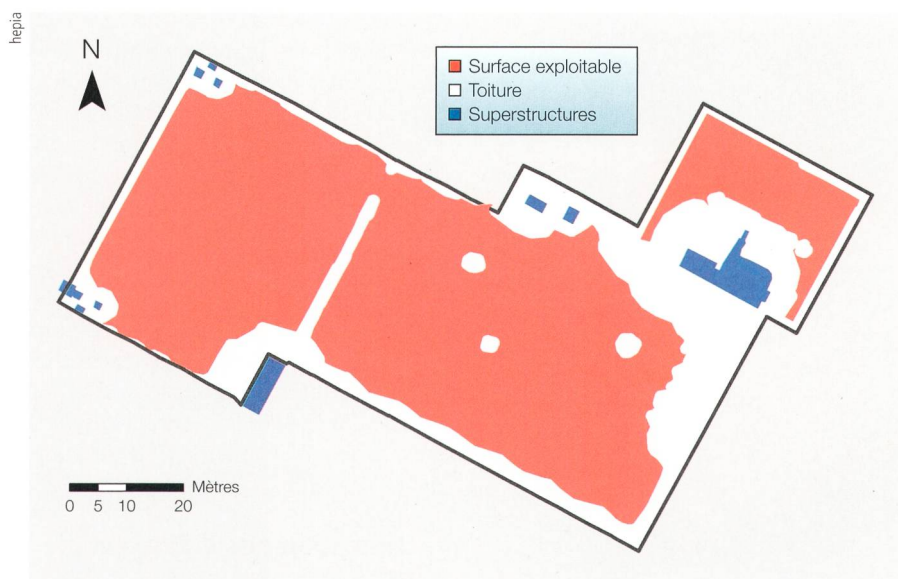 hepia
N
Surface exploitable
Toiture
Superstructures
Mètres
0 5 10 20